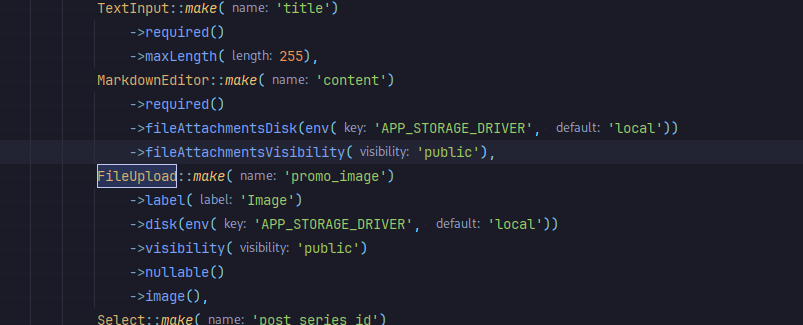 TextInput::make( name: 'title')
->required()
->maxLength( length: 255),
MarkdownEditor::make( name: 'content')
->required()
->fileAttachmentsDisk(env( key: 'APP_STORAGE_DRIVER', default: 'local'))
->fileAttachmentsVisibility( visibility: 'public'),
FileUpload::make( name: 'promo_image')
->label( label: 'Image')
->disk(env( key: 'APP_STORAGE_DRIVER', default: 'local'))
->visibility( visibility: 'public')
->nullable()
->image(),
Select::make( name: 'post_series_id')